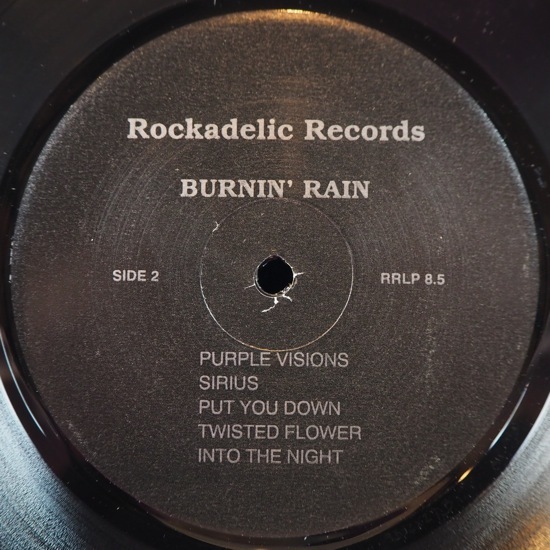 Rockadelic Records
BURNIN' RAIN
SIDE 2
RRLP 8.5
PURPLE VISIONS
SIRIUS
PUT YOU DOWN
TWISTED FLOWER
INTO THE NIGHT